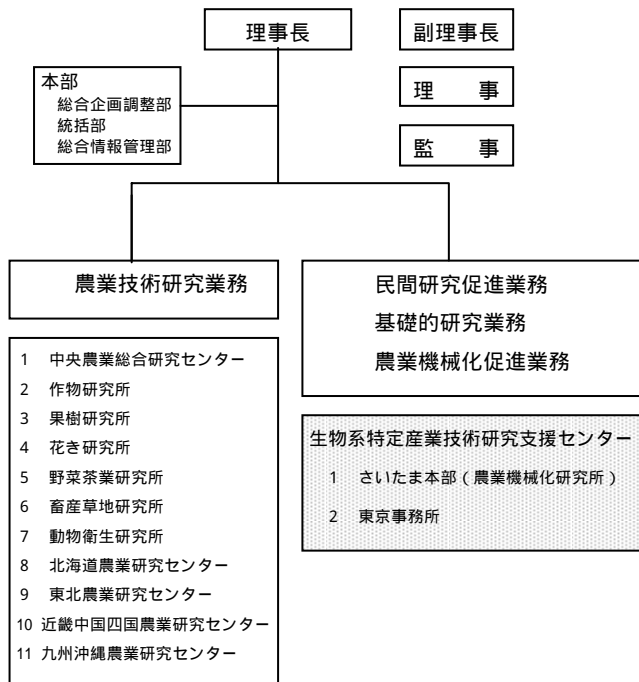 理事長
副理事長
本部
総合企画調整部
統括部
総合情報管理部
理　事
監　事
農業技術研究業務
民間研究促進業務
基礎的研究業務
農業機械化促進業務
1 中央農業総合研究センター
2 作物研究所
3 果樹研究所
4 花き研究所
5 野菜茶業研究所
6 畜産草地研究所
7 動物衛生研究所
8 北海道農業研究センター
9 東北農業研究センター
10 近畿中国四国農業研究センター
11 九州沖縄農業研究センター
生物系特定産業技術研究支援センター
1 さいたま本部（農業機械化研究所）
2 東京事務所